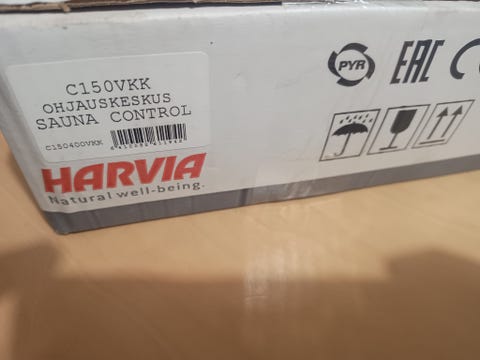 C150VKK
OHJAUSKESKUS
SAUNA CONTROL
C150400VKK
HARVIA
Natural well-being.
PYR
EAC